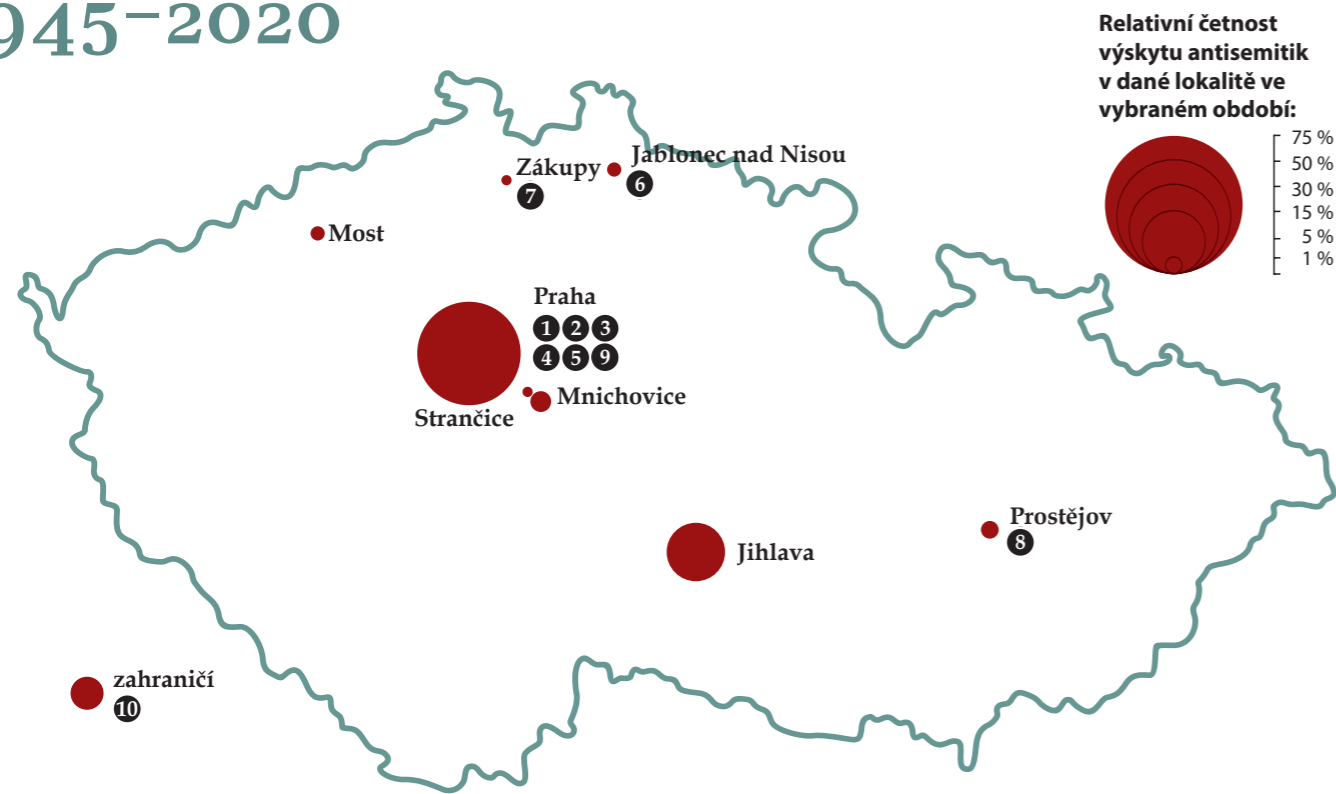 945–2020
Relativní četnost
výskytu antisemitik
v dané lokalitě ve
vybraném období:
75 %
50 %
30 %
15 %
5 %
1 %
Zákupy
7
Jablonec nad Nisou
6
Most
Praha
1 2 3
4 5 9
Strančice
Mnichovice
Jihlava
Prostějov
8
zahraničí
10